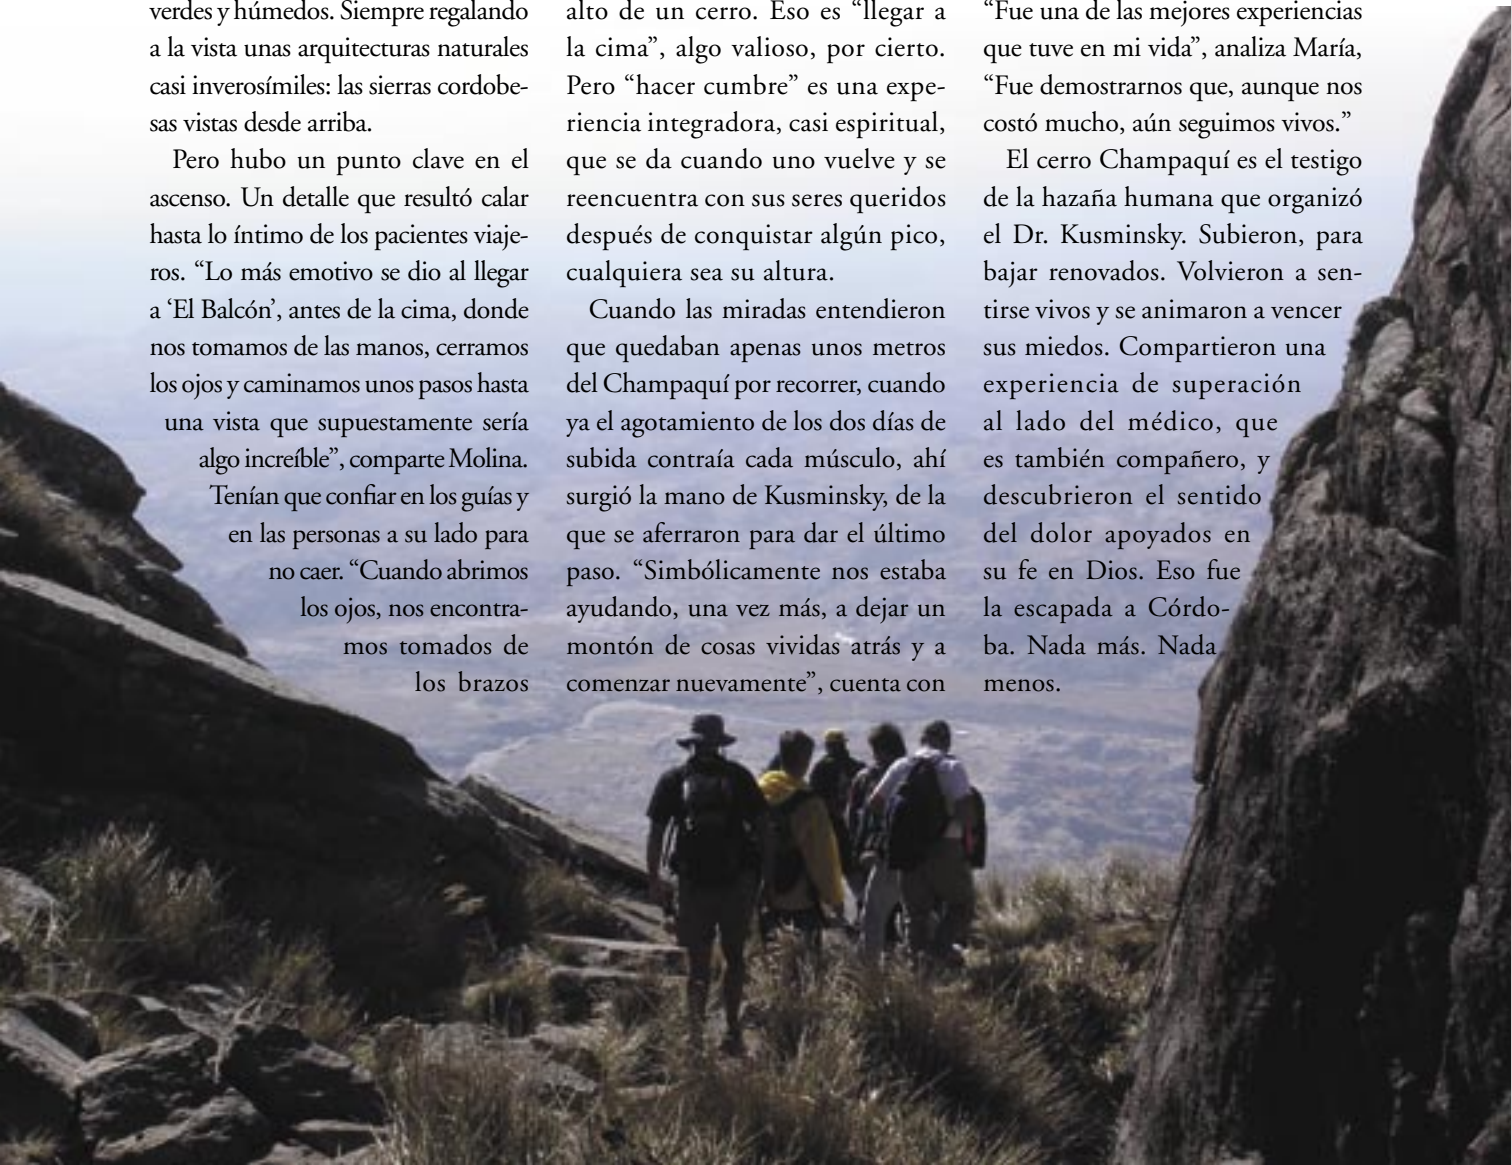 verdes y húmedos. Siempre regalando
a la vista unas arquitecturas naturales
casi inverosímiles: las sierras cordobe-
sas vistas desde arriba.
Pero hubo un punto clave en el
ascenso. Un detalle que resultó calar
hasta lo íntimo de los pacientes viaje-
ros. “Lo más emotivo se dio al llegar
a ‘El Balcón’, antes de la cima, donde
nos tomamos de las manos, cerramos
los ojos y caminamos unos pasos hasta
una vista que supuestamente sería
algo increíble”, comparte Molina.
Tenían que confiar en los guías y
en las personas a su lado para
no caer. “Cuando abrimos
los ojos, nos encontra-
mos tomados de
los brazos
alto de un cerro. Eso es “llegar a
la cima”, algo valioso, por cierto.
Pero “hacer cumbre” es una expe-
riencia integradora, casi espiritual,
que se da cuando uno vuelve y se
reencuentra con sus seres queridos
después de conquistar algún pico,
cualquiera sea su altura.
Cuando las miradas entendieron
que quedaban apenas unos metros
del Champaquí por recorrer, cuando
ya el agotamiento de los dos días de
subida contraía cada músculo, ahí
surgió la mano de Kusminsky, de la
que se aferraron para dar el último
paso. “Simbólicamente nos estaba
ayudando, una vez más, a dejar un
montón de cosas vividas atrás y a
comenzar nuevamente”, cuenta con
“Fue una de las mejores experiencias
que tuve en mi vida”, analiza María,
“Fue demostrarnos que, aunque nos
costó mucho, aún seguimos vivos.”
El cerro Champaquí es el testigo
de la hazaña humana que organizó
el Dr. Kusminsky. Subieron, para
bajar renovados. Volvieron a sen-
tirse vivos y se animaron a vencer
sus miedos. Compartieron una
experiencia de superación
al lado del médico, que
es también compañero, y
descubrieron el sentido
del dolor apoyados en
su fe en Dios. Eso fue
la escapada a Córdo-
ba. Nada más. Nada
menos.